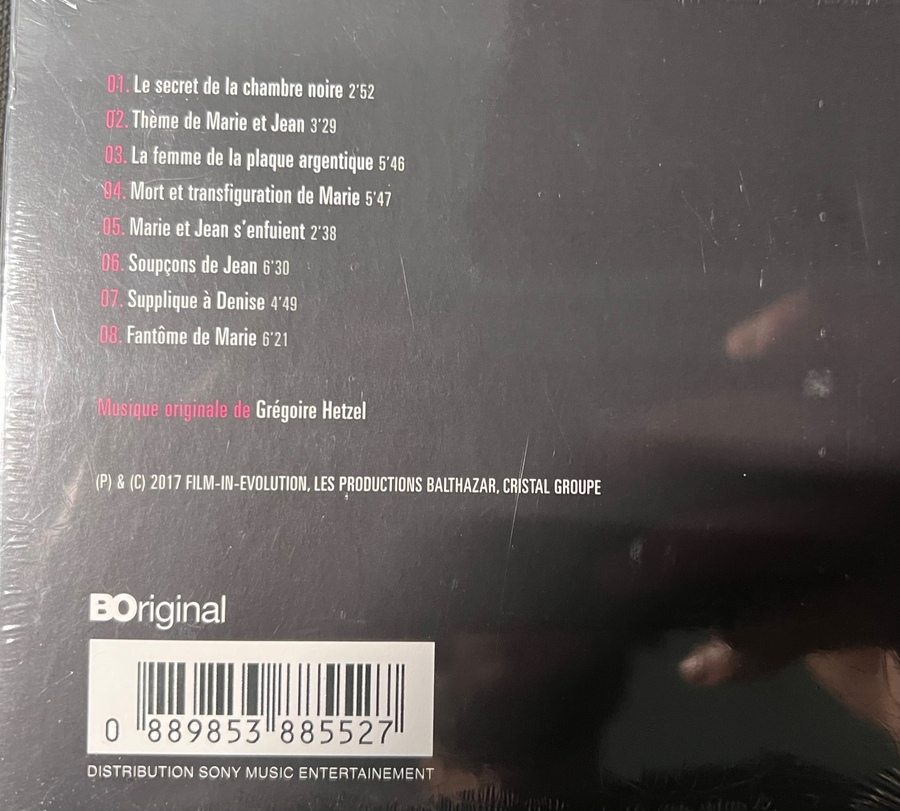 01. Le secret de la chambre noire 2'52
02. Thème de Marie et Jean 3'29
03. La femme de la plaque argentique 5'46
04. Mort et transfiguration de Marie 5'47
05. Marie et Jean s'enfuient 2'38
06. Soupçons de Jean 6'30
07. Supplique à Denise 4'49
08. Fantôme de Marie 6'21
Musique originale de Grégoire Hetzel
(P) & (C) 2017 FILM-IN-EVOLUTION, LES PRODUCTIONS BALTHAZAR, CRISTAL GROUPE
BOriginal
0 889853 885527
DISTRIBUTION SONY MUSIC ENTERTAINEMENT